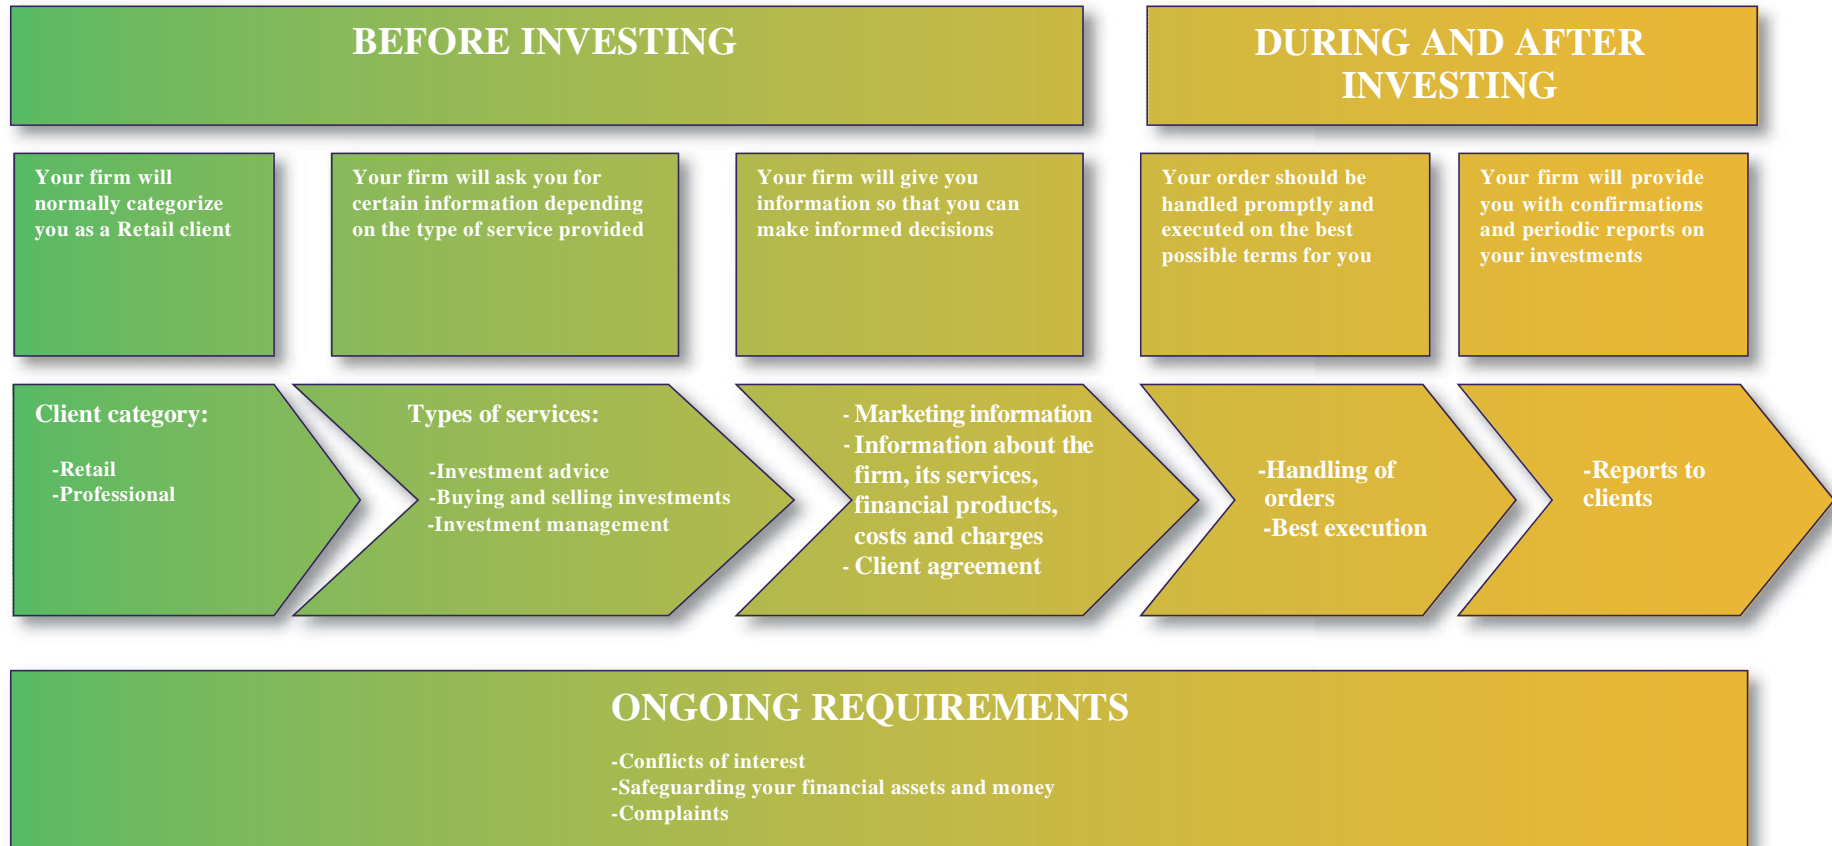 BEFORE INVESTING
DURING AND AFTER
INVESTING
Your firm will
normally categorize
you as a Retail client
Your firm will ask you for
certain information depending
on the type of service provided
Your firm will give you
information so that you can
make informed decisions
Your order should be
handled promptly and
executed on the best
possible terms for you
Your firm will provide
you with confirmations
and periodic reports on
your investments
Client category:
-Retail
-Professional
Types of services:
-Investment advice
-Buying and selling investments
-Investment management
- Marketing information
- Information about the
firm, its services,
financial products,
costs and charges
- Client agreement
-Handling of
orders
-Best execution
-Reports to
clients
ONGOING REQUIREMENTS
-Conflicts of interest
-Safeguarding your financial assets and money
-Complaints